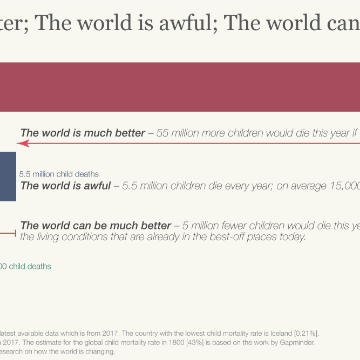 ter; The world is awful; The world can
The world is much better – 55 million more children would die this year if
5.5 million child deaths
The world is awful – 5.5 million children die every year; on average 15,000
The world can be much better – 5 million fewer children would die this ye
the living conditions that are already in the best-off places today.
00 child deaths
latest available data which is from 2017. The country with the lowest child mortality rate is Iceland [0.21%].
2017. The estimate for the global child mortality rate in 1800 [43%] is based on the work by Gapminder.
search on how the world is changing.